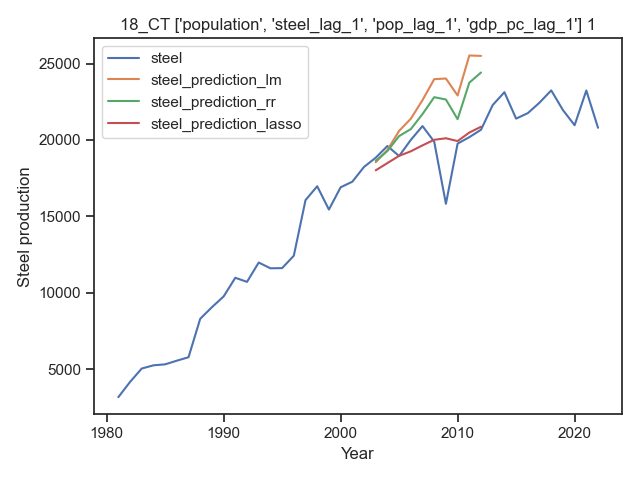 18_CT ['population', 'steel_lag_1', 'pop_lag_1', 'gdp_pc_lag_1'] 1
steel
steel_prediction_lm
steel_prediction_rr
steel_prediction_lasso
25000
20000
15000
10000
5000
Steel production
1980
1990
2000
2010
2020
Year